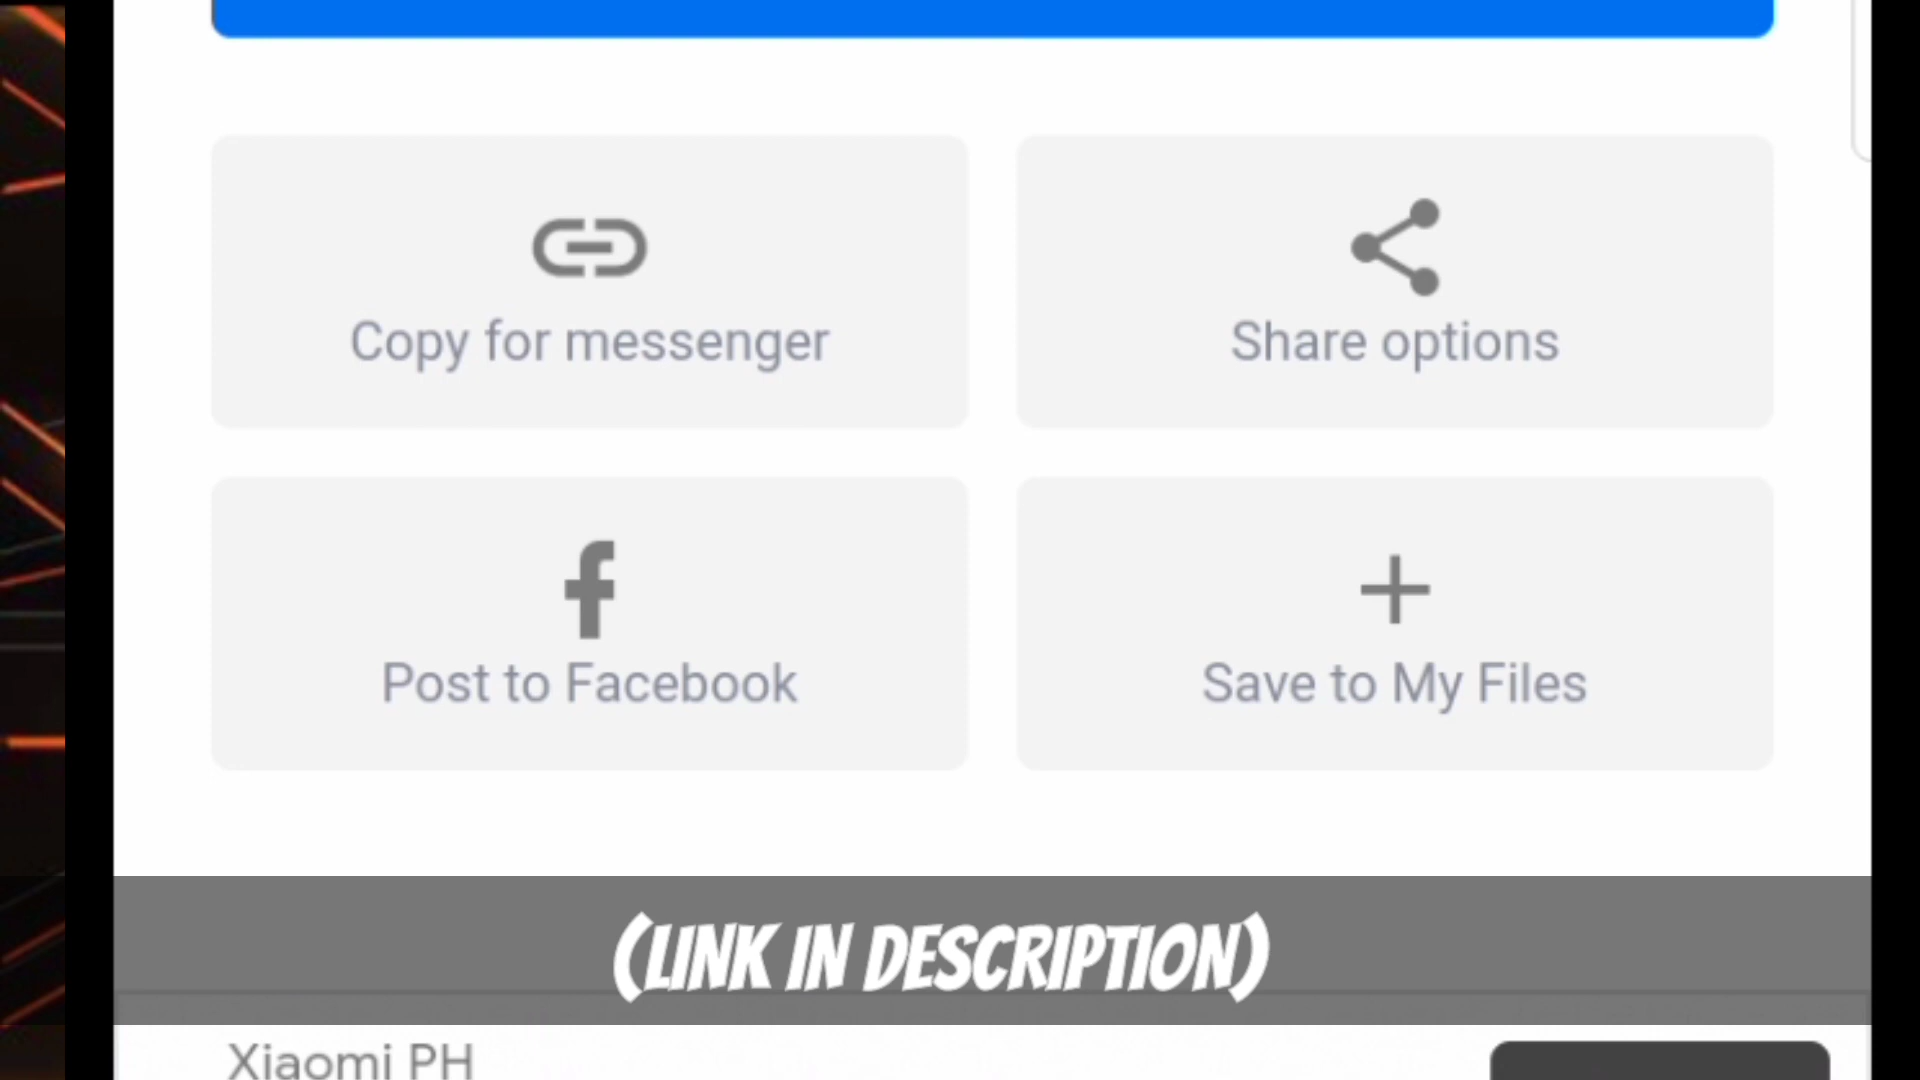 Copy for messenger
Share options
Post to Facebook
Save to My Files
(LINK IN DESCRIPTION)
Xiaomi PH